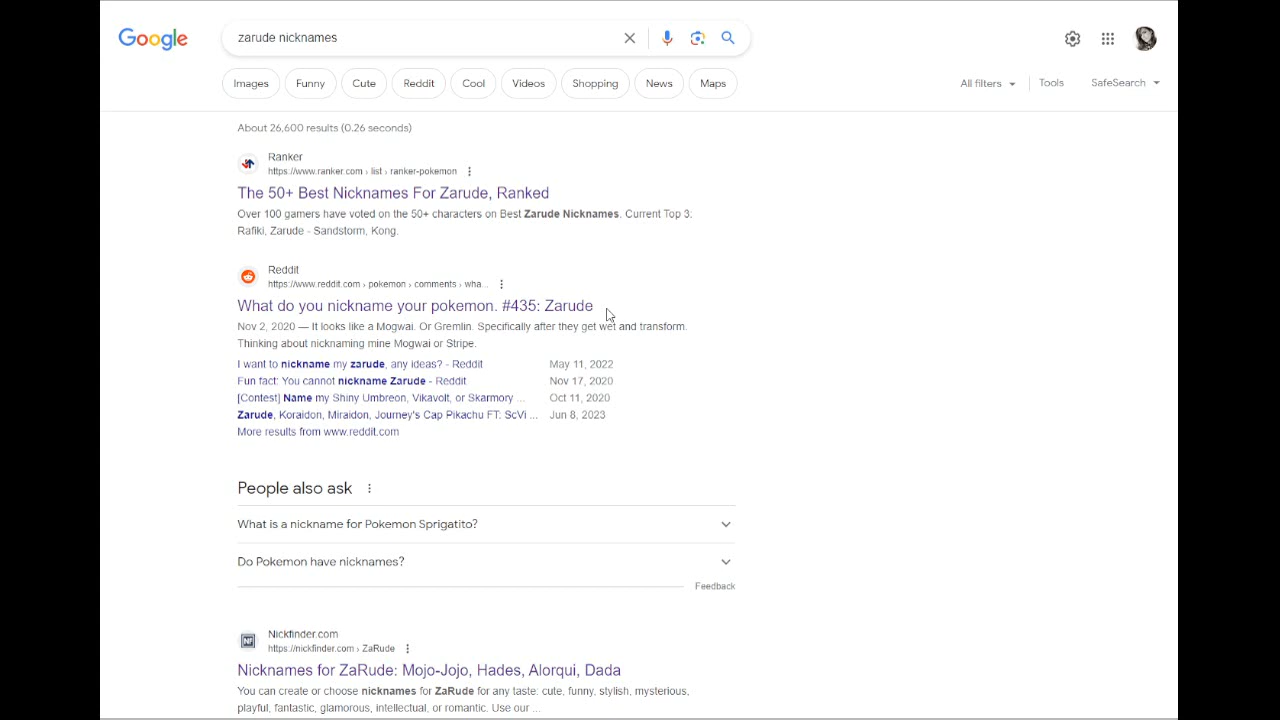 Google
zarude nicknames
Images Funny Cute Reddit Cool Videos Shopping News Maps All filters Tools SafeSearch
About 26,600 results (0.26 seconds)
Ranker
https://www.ranker.com › list › ranker-pokemon
The 50+ Best Nicknames For Zarude, Ranked
Over 100 gamers have voted on the 50+ characters on Best Zarude Nicknames. Current Top 3:
Rafiki, Zarude - Sandstorm, Kong.
Reddit
https://www.reddit.com › pokemon › comments › wha...
What do you nickname your pokemon. #435: Zarude
Nov 2, 2020 — It looks like a Mogwai. Or Gremlin. Specifically after they get wet and transform.
Thinking about nicknaming mine Mogwai or Stripe.
I want to nickname my zarude, any ideas? - Reddit May 11, 2022
Fun fact: You cannot nickname Zarude - Reddit Nov 17, 2020
[Contest] Name my Shiny Umbreon, Vikavolt, or Skarmory ... Oct 11, 2020
Zarude, Koraidon, Miraidon, Journey's Cap Pikachu FT: ScVi ... Jun 8, 2023
More results from www.reddit.com
People also ask
What is a nickname for Pokemon Sprigatito?
Do Pokemon have nicknames?
Feedback
NF
Nickfinder.com
https://nickfinder.com › ZaRude
Nicknames for ZaRude: Mojo-Jojo, Hades, Alorqui, Dada
You can create or choose nicknames for ZaRude for any taste: cute, funny, stylish, mysterious,
playful, fantastic, glamorous, intellectual, or romantic. Use our ...